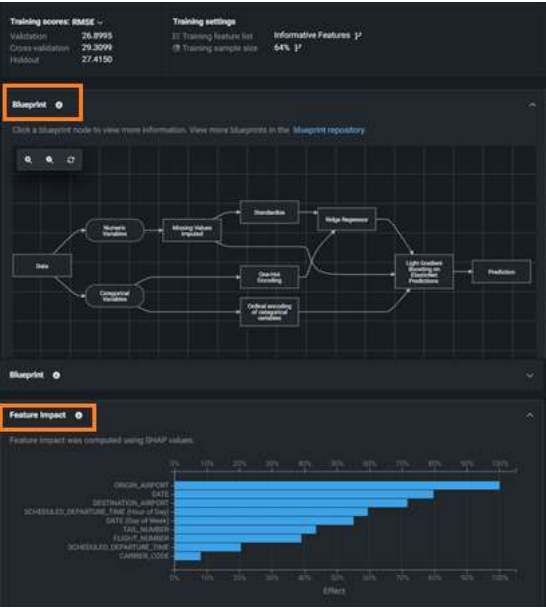 Training scores: RMSE
Validation 26.8995
Cross-validation 29.3099
Holdout 27.4150
Training settings
Training feature list Informative Features
Training sample size 64%
Blueprint
Click a blueprint node to view more information. View more blueprints in the blueprint repository.
Data
Numeric
Variables
Categorical
Variables
Missing Values
Imputed
Standardize
One-Hot
Encoding
Ordinal encoding
of categorical
variables
Ridge Regressor
Light Gradient
Boosting on
ElasticNet
Predictions
Prediction
Blueprint
Feature Impact
Feature Impact was computed using SHAP values.
0% 10% 20% 30% 40% 50% 60% 70% 80% 90% 100%
ORIGIN_AIRPORT
DATE
DESTINATION_AIRPORT
SCHEDULED_DEPARTURE_TIME (Hour of Day)
DATE (Day of Week)
TAIL_NUMBER
FLIGHT_NUMBER
SCHEDULED_DEPARTURE_TIME
CARRIER_CODE
0% 10% 20% 30% 40% 50% 60% 70% 80% 90% 100%
Effect